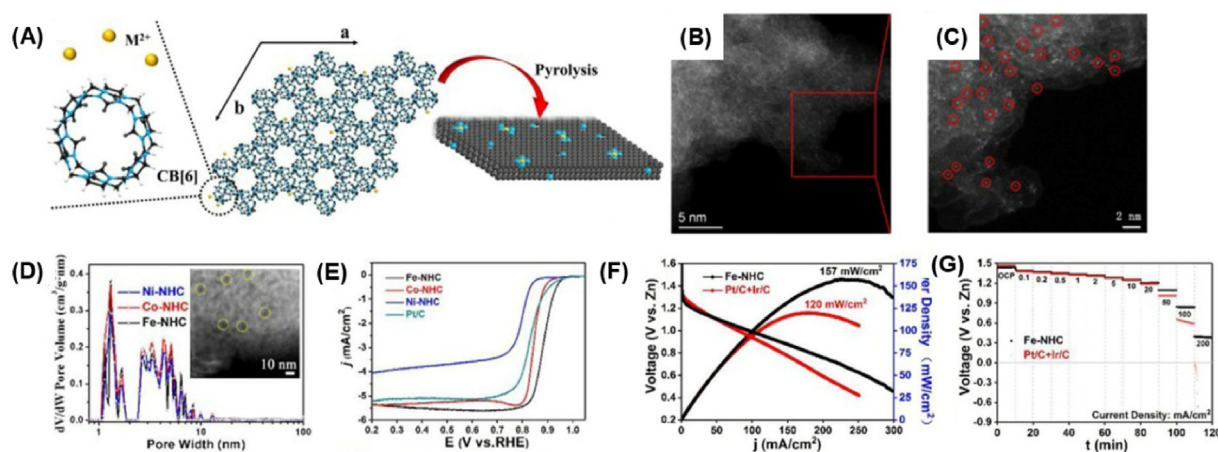 (A)
M²⁺
CB[6]
a
b
Pyrolysis
(B)
5 nm
(C)
2 nm
(D)
dV/dW Pore Volume (cm³/g·nm)
0.4
0.3
0.2
0.1
0.0
Ni-NHC
Co-NHC
Fe-NHC
10 nm
1
10
100
Pore Width (nm)
(E)
j (mA/cm²)
0
-1
-2
-3
-4
-5
-6
Fe-NHC
Co-NHC
Ni-NHC
Pt/C
0.2
0.4
0.6
0.8
1.0
E (V vs.RHE)
(F)
Voltage (V vs. Zn)
2.0
1.8
1.6
1.4
1.2
1.0
0.8
0.6
0.4
0.2
0.0
Fe-NHC
Pt/C+Ir/C
157 mW/cm²
120 mW/cm²
175
150
125
100
75
50
25
0
er Density (mW/cm²)
0
50
100
150
200
250
300
j (mA/cm²)
(G)
Voltage (V vs. Zn)
1.5
1.2
0.9
0.6
0.3
0.0
-0.3
-0.6
-0.9
OCP
0.1
0.2
0.5
1
2
5
10
20
50
100
200
Fe-NHC
Pt/C+Ir/C
Current Density: mA/cm²
0
20
40
60
80
100
120
t (min)